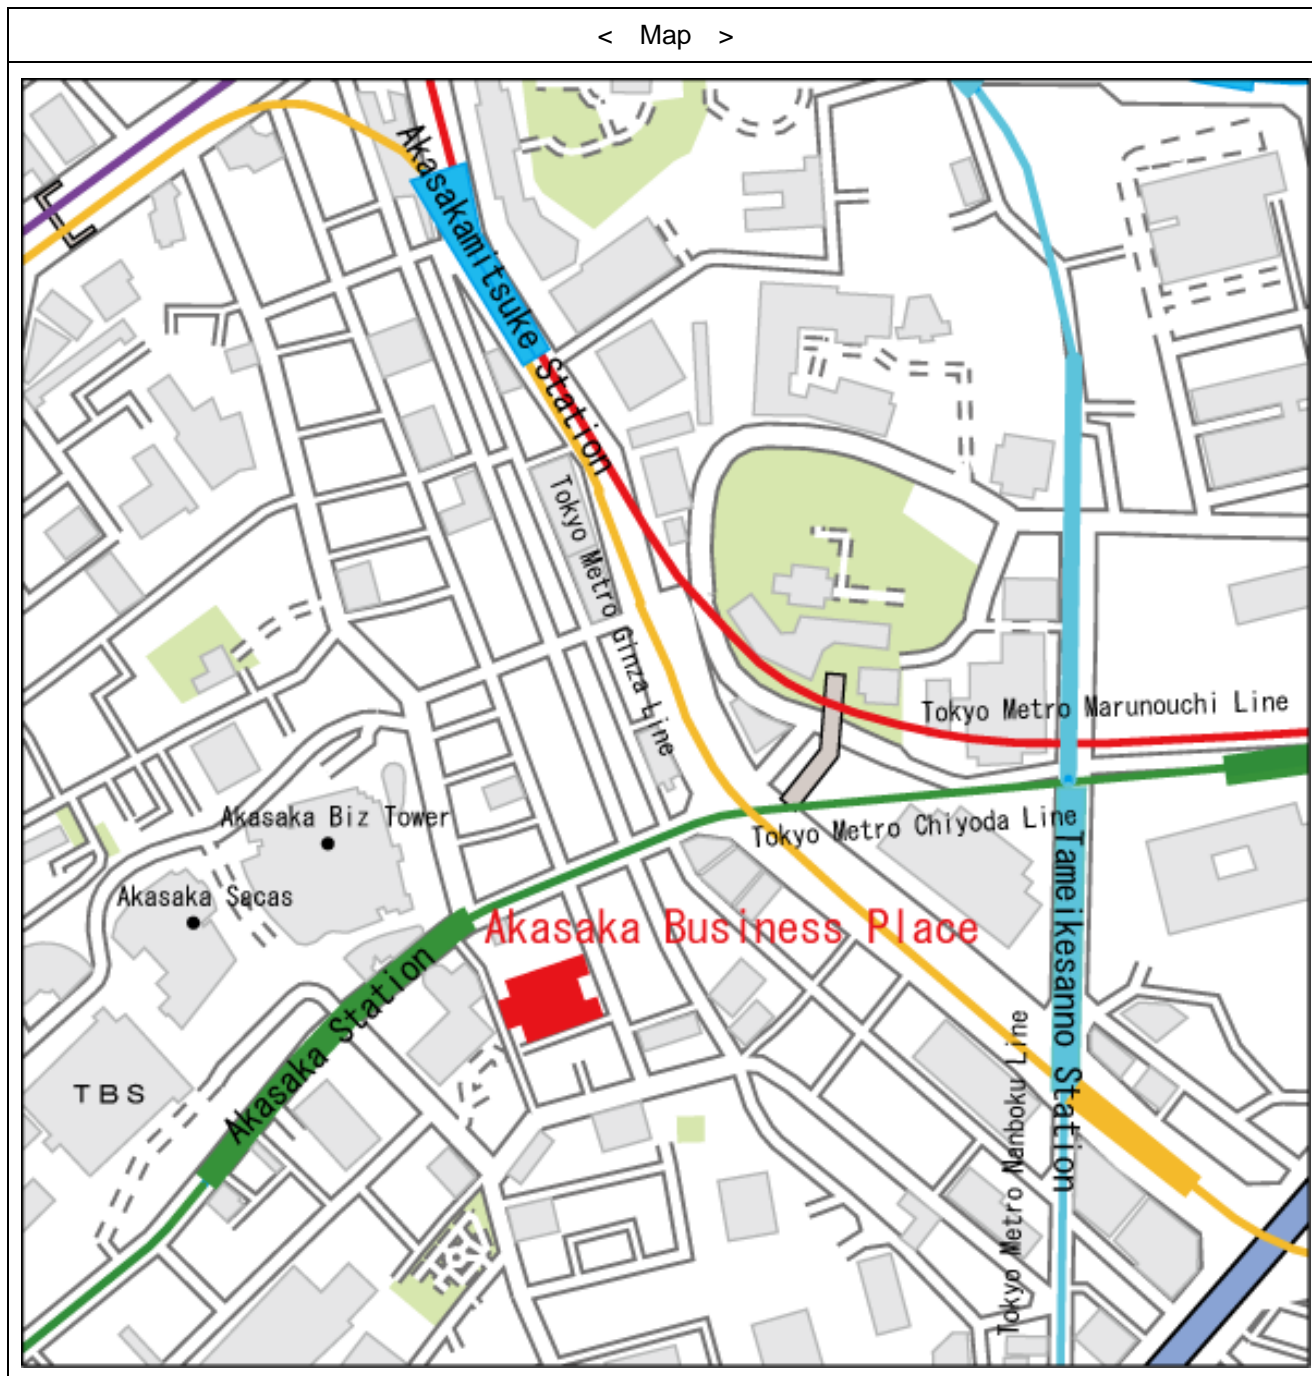 < Map >
Akasakamitsuke Station
Tokyo Metro Ginza Line
Tokyo Metro Marunouchi Line
Akasaka Biz Tower
Tokyo Metro Chiyoda Line
Akasaka Sacas
Akasaka Business Place
Akasaka Station
Tameikesanno Station
TBS
Tokyo Metro Nanboku Line